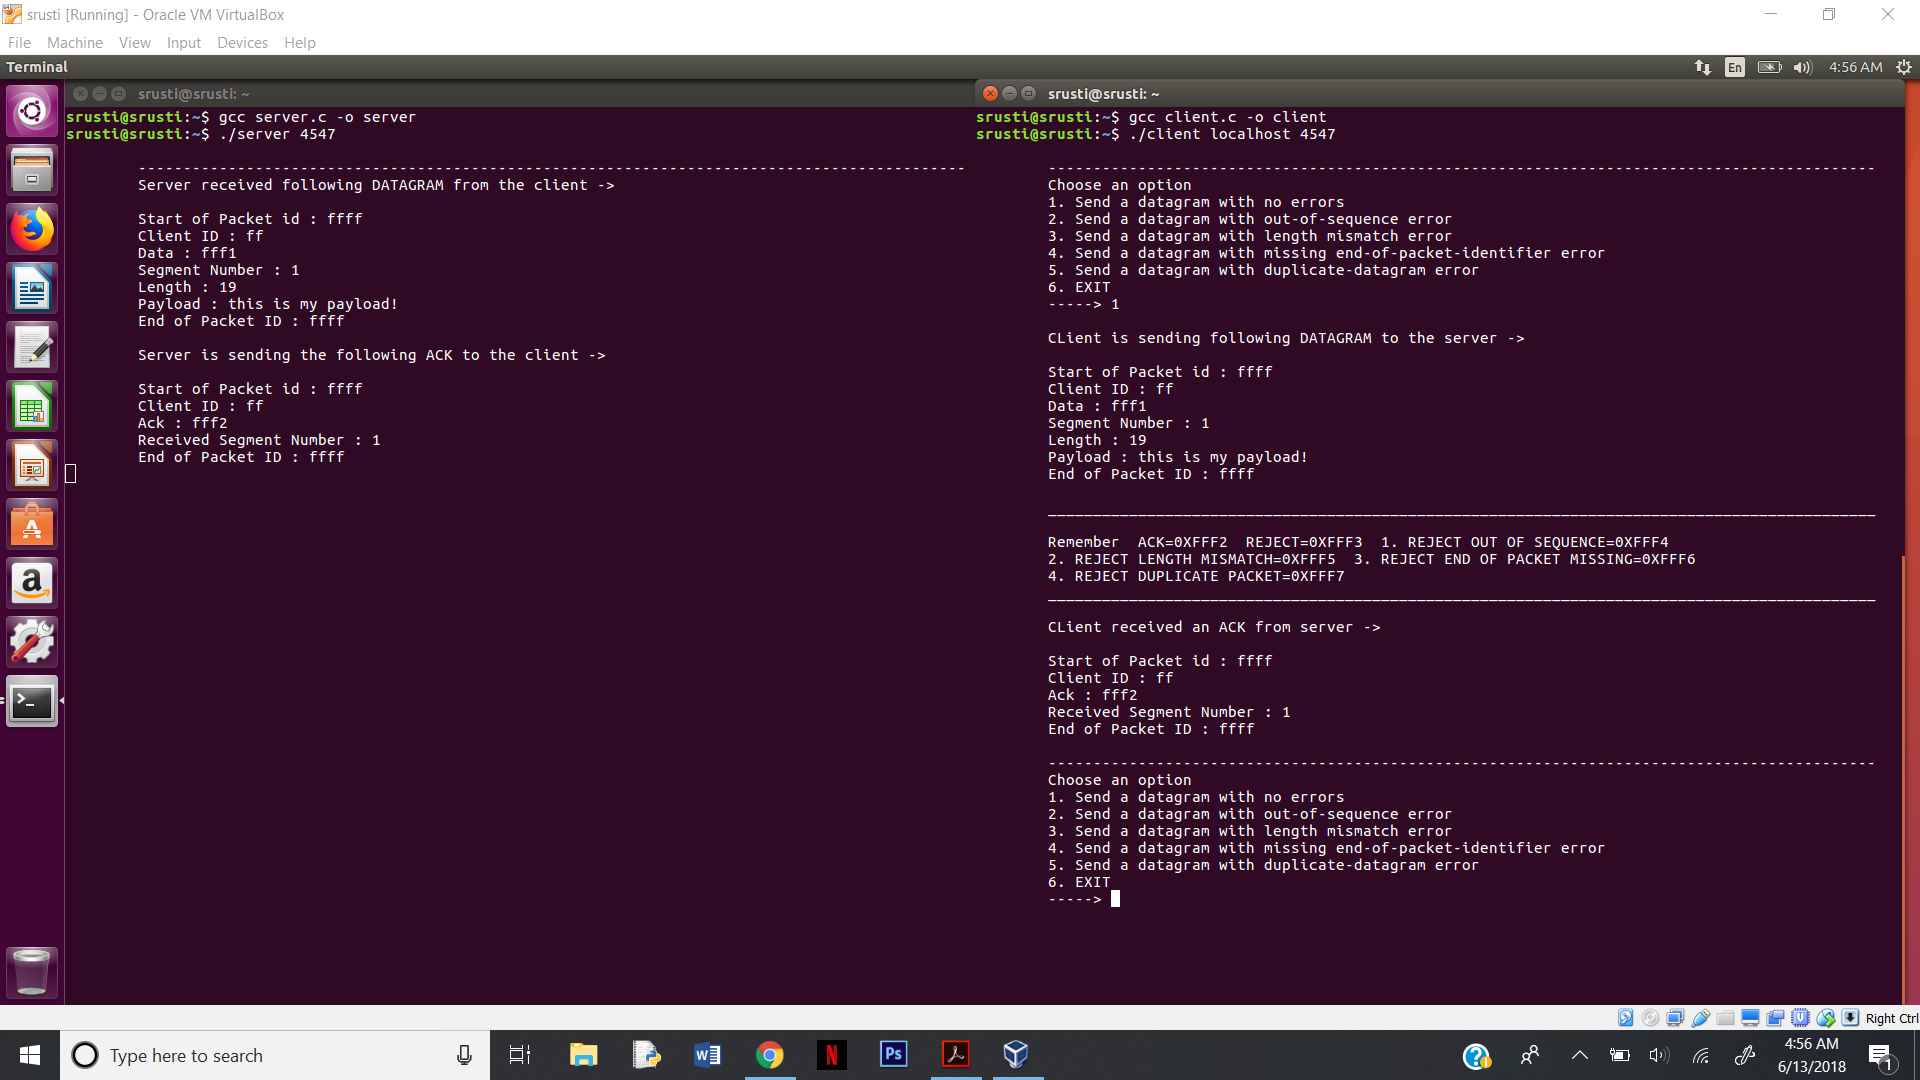 srusti [Running] - Oracle VM VirtualBox
File Machine View Input Devices Help
Terminal
En
4:56 AM
srusti@srusti: ~
srusti@srusti:~$ gcc server.c -o server
srusti@srusti:~$ ./server 4547
--------------------------------------------------------------------------------------------
Server received following DATAGRAM from the client ->
Start of Packet id : ffff
Client ID : ff
Data : fff1
Segment Number : 1
Length : 19
Payload : this is my payload!
End of Packet ID : ffff
Server is sending the following ACK to the client ->
Start of Packet id : ffff
Client ID : ff
Ack : fff2
Received Segment Number : 1
End of Packet ID : ffff
srusti@srusti: ~
srusti@srusti:~$ gcc client.c -o client
srusti@srusti:~$ ./client localhost 4547
--------------------------------------------------------------------------------------------
Choose an option
1. Send a datagram with no errors
2. Send a datagram with out-of-sequence error
3. Send a datagram with length mismatch error
4. Send a datagram with missing end-of-packet-identifier error
5. Send a datagram with duplicate-datagram error
6. EXIT
-----> 1
CLient is sending following DATAGRAM to the server ->
Start of Packet id : ffff
Client ID : ff
Data : fff1
Segment Number : 1
Length : 19
Payload : this is my payload!
End of Packet ID : ffff
____________________________________________________________________________________________
Remember  ACK=0XFFF2  REJECT=0XFFF3  1. REJECT OUT OF SEQUENCE=0XFFF4
2. REJECT LENGTH MISMATCH=0XFFF5  3. REJECT END OF PACKET MISSING=0XFFF6
4. REJECT DUPLICATE PACKET=0XFFF7
____________________________________________________________________________________________
CLient received an ACK from server ->
Start of Packet id : ffff
Client ID : ff
Ack : fff2
Received Segment Number : 1
End of Packet ID : ffff
--------------------------------------------------------------------------------------------
Choose an option
1. Send a datagram with no errors
2. Send a datagram with out-of-sequence error
3. Send a datagram with length mismatch error
4. Send a datagram with missing end-of-packet-identifier error
5. Send a datagram with duplicate-datagram error
6. EXIT
----->
Right Ctrl
Type here to search
4:56 AM
6/13/2018
1